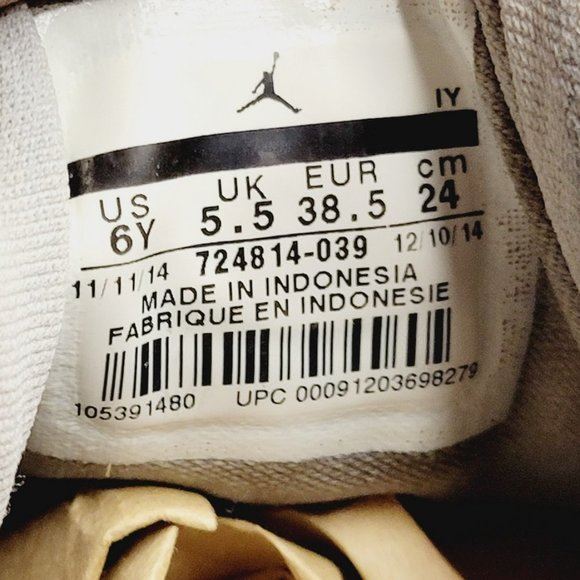 IY
US UK EUR cm
6Y 5.5 38.5 24
11/11/14 724814-039 12/10/14
MADE IN INDONESIA
FABRIQUE EN INDONESIE
105391480 UPC 00091203698279